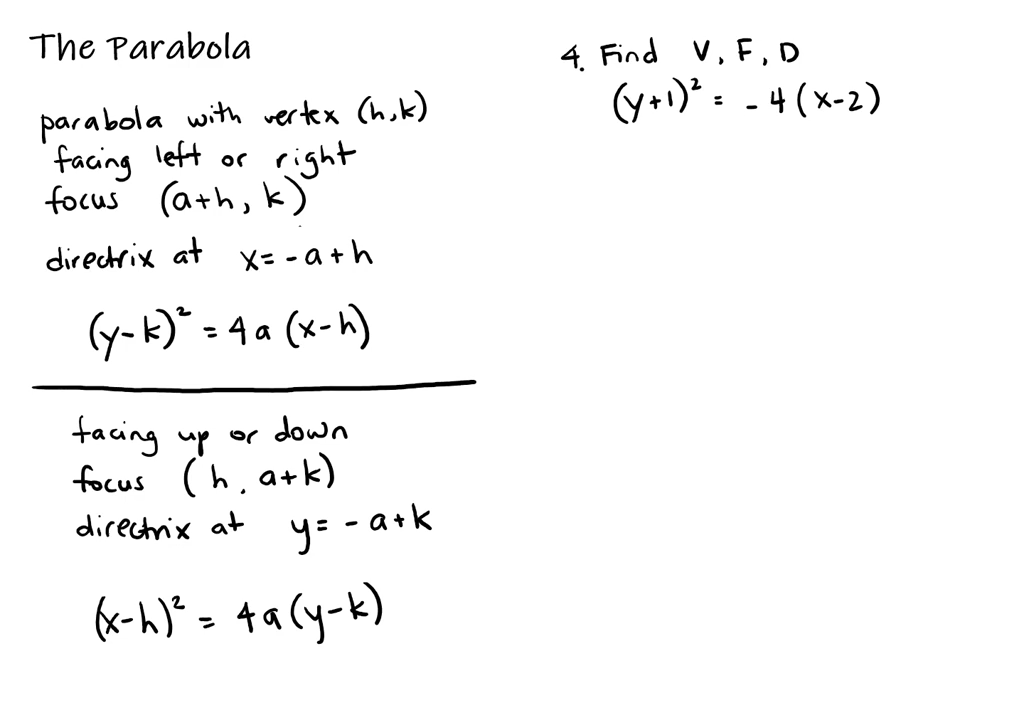 The Parabola
parabola with vertex (h,k)
facing left or right
focus (a+h, k)
directrix at x = -a+h
(y-k)² = 4a (x-h)
facing up or down
focus (h, a+k)
directrix at y = -a+k
(x-h)² = 4a(y-k)
4. Find V, F, D
(y+1)² = -4(x-2)